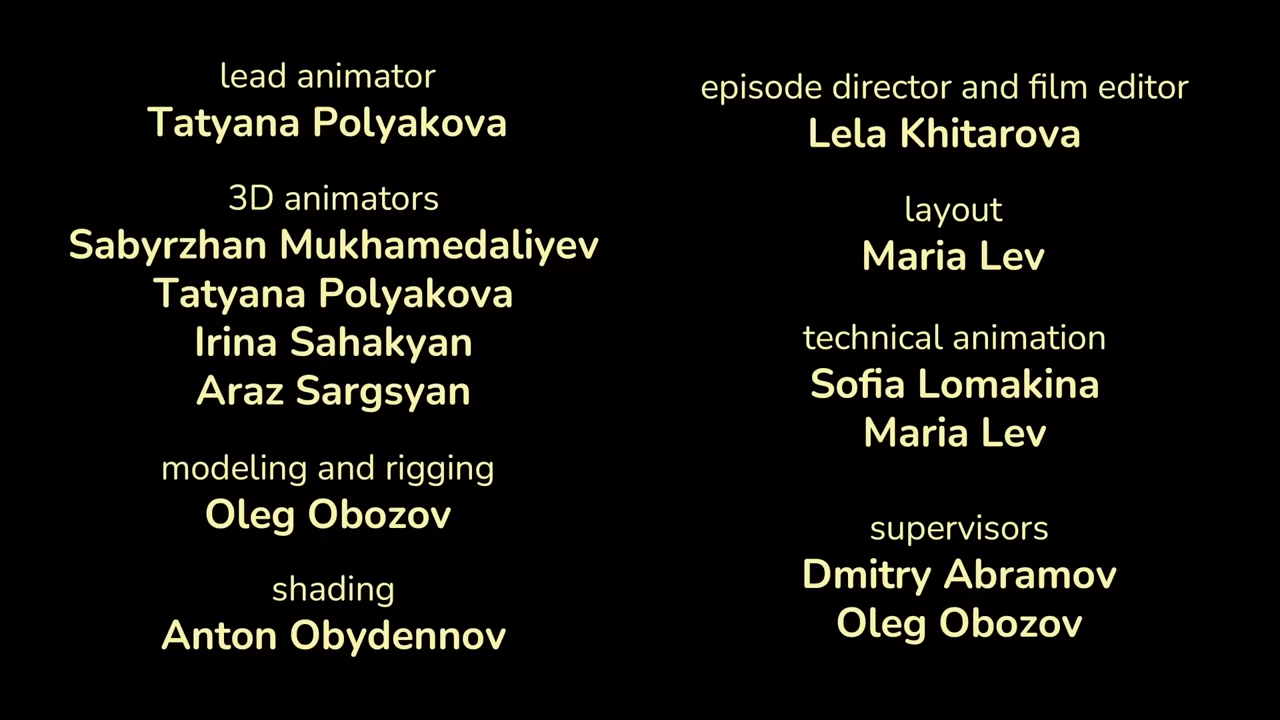 lead animator
Tatyana Polyakova
3D animators
Sabyrzhan Mukhamedaliyev
Tatyana Polyakova
Irina Sahakyan
Araz Sargsyan
modeling and rigging
Oleg Obozov
shading
Anton Obydennov
episode director and film editor
Lela Khitarova
layout
Maria Lev
technical animation
Sofia Lomakina
Maria Lev
supervisors
Dmitry Abramov
Oleg Obozov